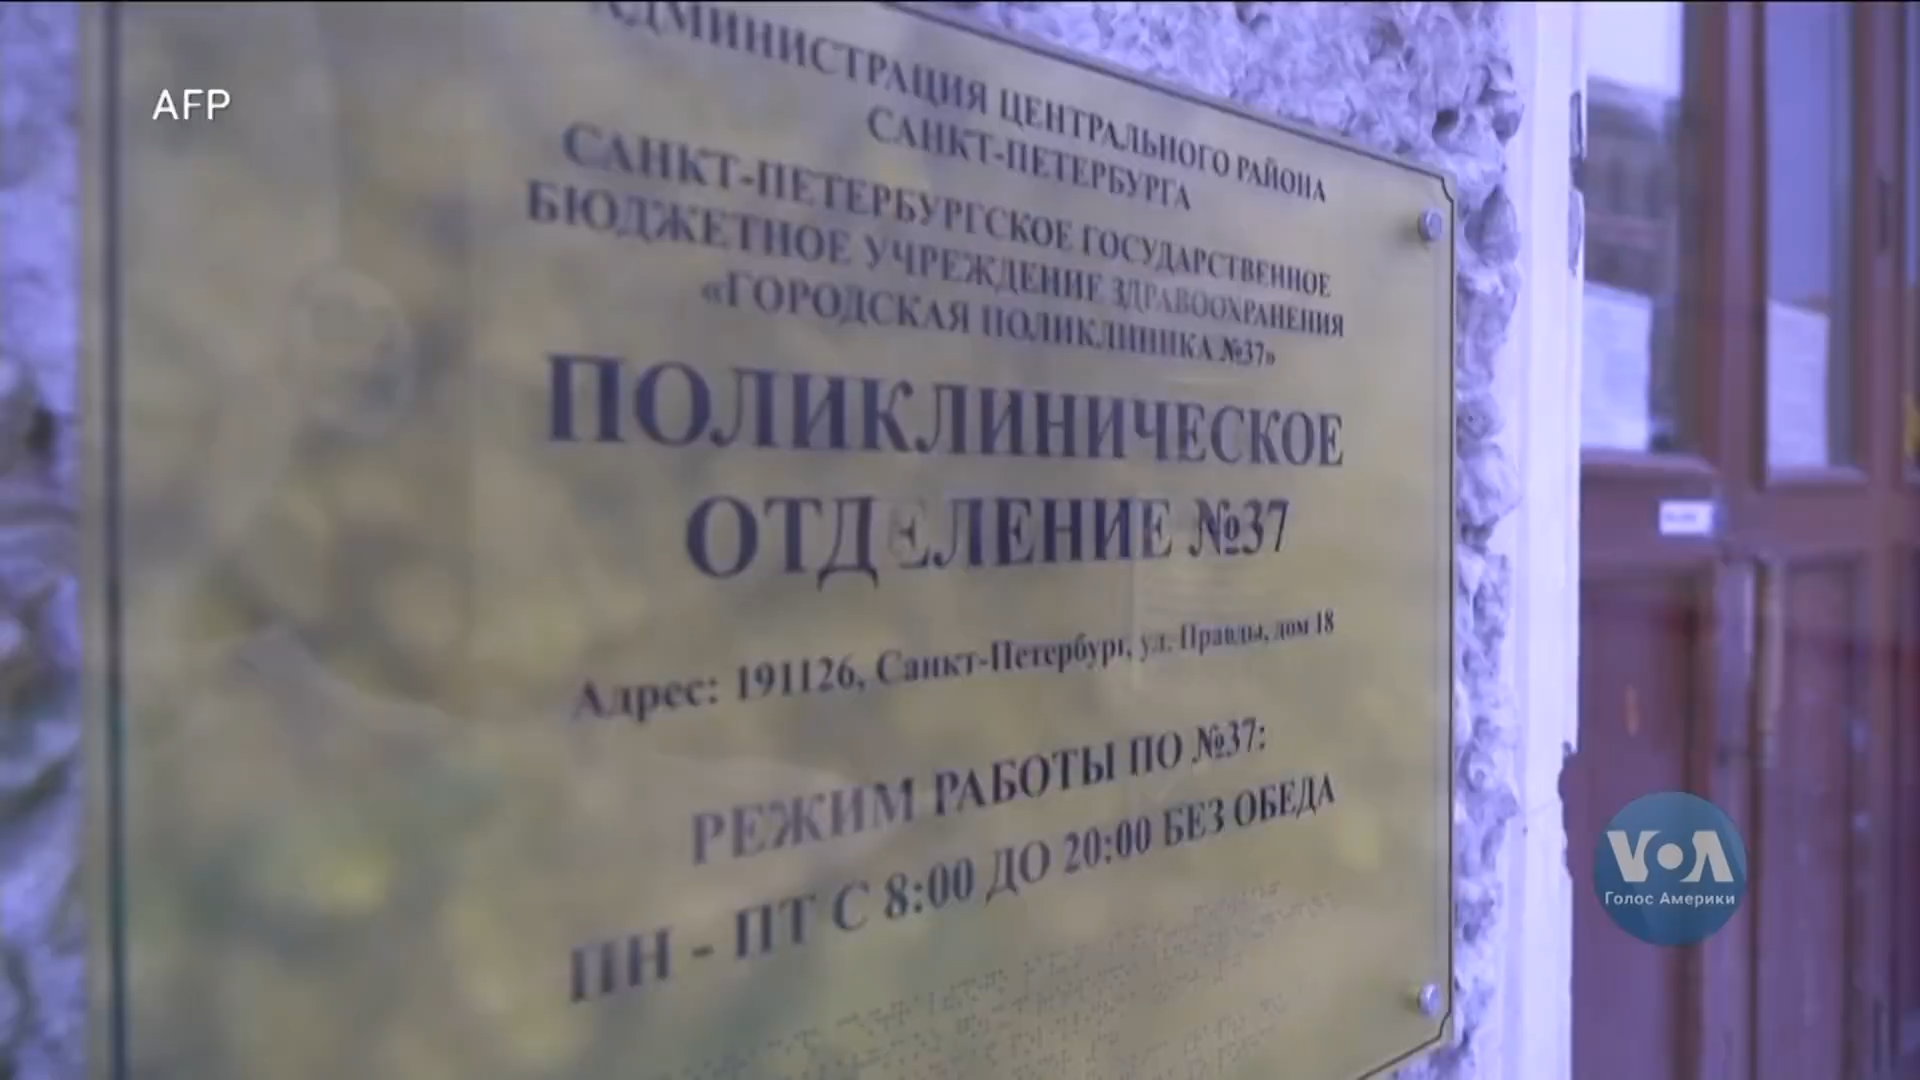 AFP
АДМИНИСТРАЦИЯ ЦЕНТРАЛЬНОГО РАЙОНА
САНКТ-ПЕТЕРБУРГА
САНКТ-ПЕТЕРБУРГСКОЕ ГОСУДАРСТВЕННОЕ
БЮДЖЕТНОЕ УЧРЕЖДЕНИЕ ЗДРАВООХРАНЕНИЯ
«ГОРОДСКАЯ ПОЛИКЛИНИКА №37»
ПОЛИКЛИНИЧЕСКОЕ
ОТДЕЛЕНИЕ №37
Адрес: 191126, Санкт-Петербург, ул. Правды, дом 18
РЕЖИМ РАБОТЫ ПО №37:
ПН - ПТ С 8:00 ДО 20:00 БЕЗ ОБЕДА
VOA
Голос Америки